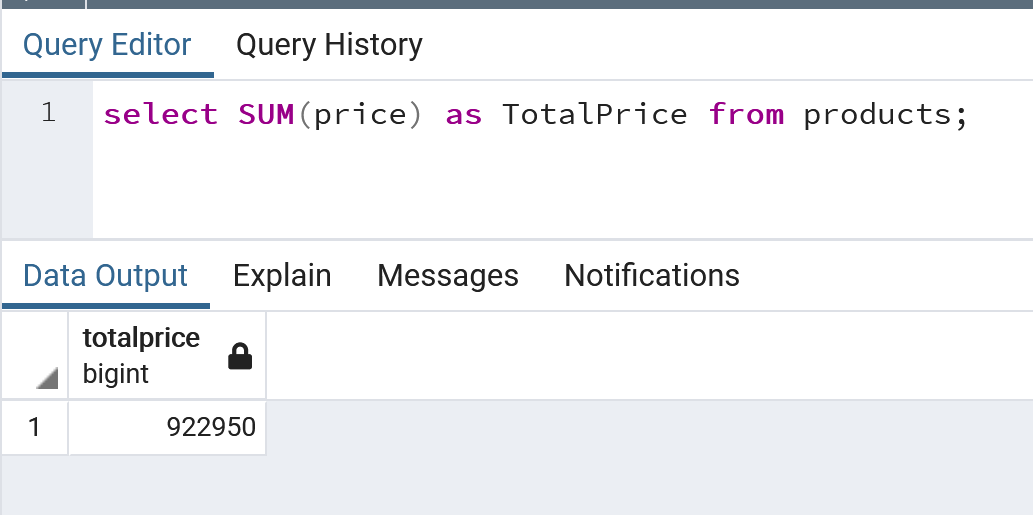 Query Editor Query History
1 select SUM(price) as TotalPrice from products;
Data Output Explain Messages Notifications
totalprice
bigint
1 922950